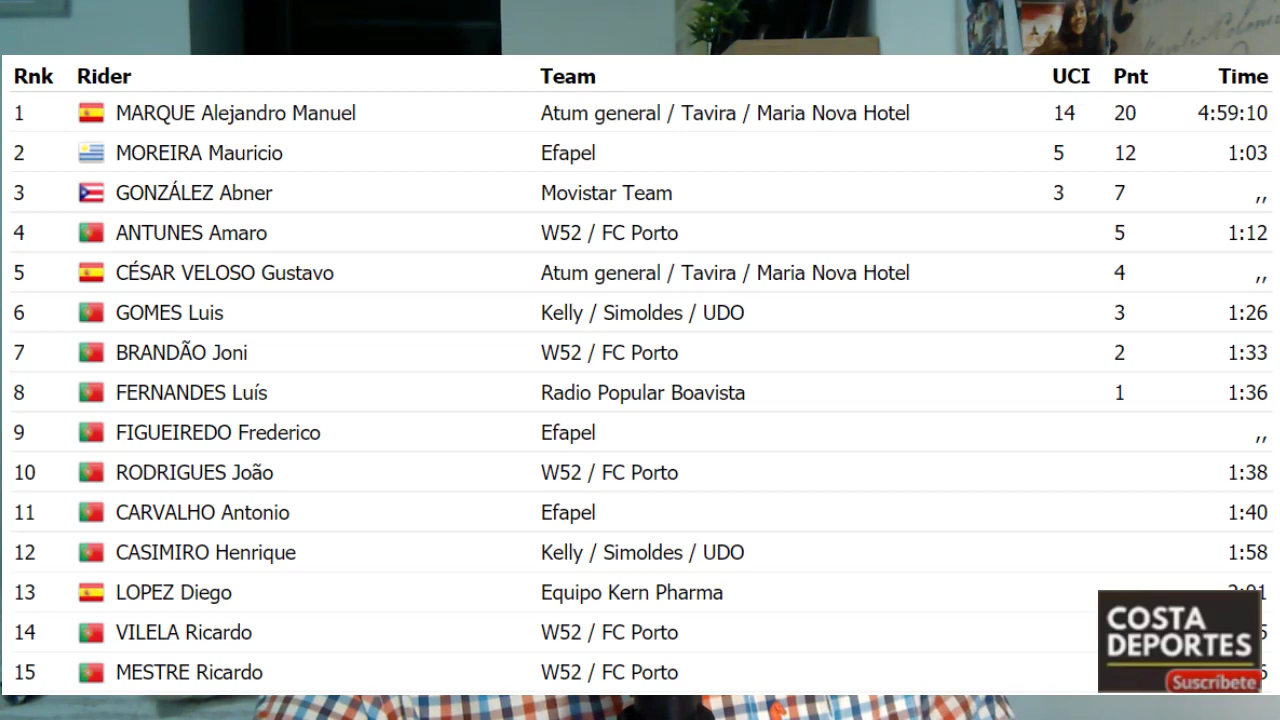 Rnk Rider Team UCI Pnt Time
1 MARQUE Alejandro Manuel Atum general / Tavira / Maria Nova Hotel 14 20 4:59:10
2 MOREIRA Mauricio Efapel 5 12 1:03
3 GONZÁLEZ Abner Movistar Team 3 7 ,,
4 ANTUNES Amaro W52 / FC Porto 5 1:12
5 CÉSAR VELOSO Gustavo Atum general / Tavira / Maria Nova Hotel 4 ,,
6 GOMES Luis Kelly / Simoldes / UDO 3 1:26
7 BRANDÃO Joni W52 / FC Porto 2 1:33
8 FERNANDES Luís Radio Popular Boavista 1 1:36
9 FIGUEIREDO Frederico Efapel ,,
10 RODRIGUES João W52 / FC Porto 1:38
11 CARVALHO Antonio Efapel 1:40
12 CASIMIRO Henrique Kelly / Simoldes / UDO 1:58
13 LOPEZ Diego Equipo Kern Pharma
14 VILELA Ricardo W52 / FC Porto
15 MESTRE Ricardo W52 / FC Porto
COSTA
DEPORTES
Suscríbete